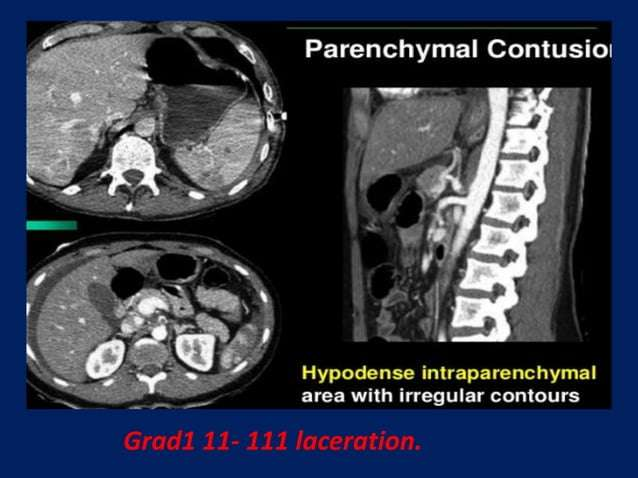 Parenchymal Contusion
Hypodense intraparenchymal
area with irregular contours
Grad1 11- 111 laceration.